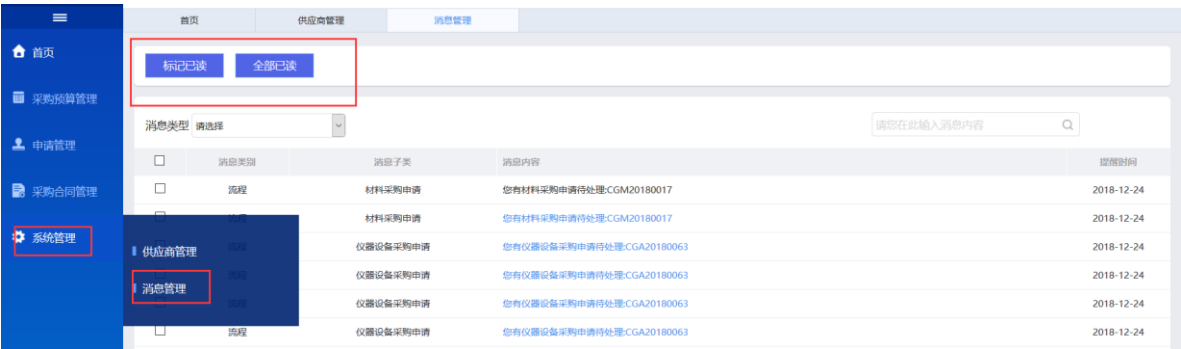 首页 供应商管理 消息管理
首页
标记已读 全部已读
采购预算管理
消息类型 请选择 请您在此输入消息内容
申请管理
消息类别 消息子类 消息内容 提醒时间
采购合同管理
流程 材料采购申请 您有材料采购申请待处理:CGM20180017 2018-12-24
材料采购申请 您有材料采购申请待处理:CGM20180017 2018-12-24
系统管理
供应商管理
流程 仪器设备采购申请 您有仪器设备采购申请待处理:CGA20180063 2018-12-24
仪器设备采购申请 您有仪器设备采购申请待处理:CGA20180063 2018-12-24
消息管理
流程 仪器设备采购申请 您有仪器设备采购申请待处理:CGA20180063 2018-12-24
流程 仪器设备采购申请 您有仪器设备采购申请待处理:CGA20180063 2018-12-24